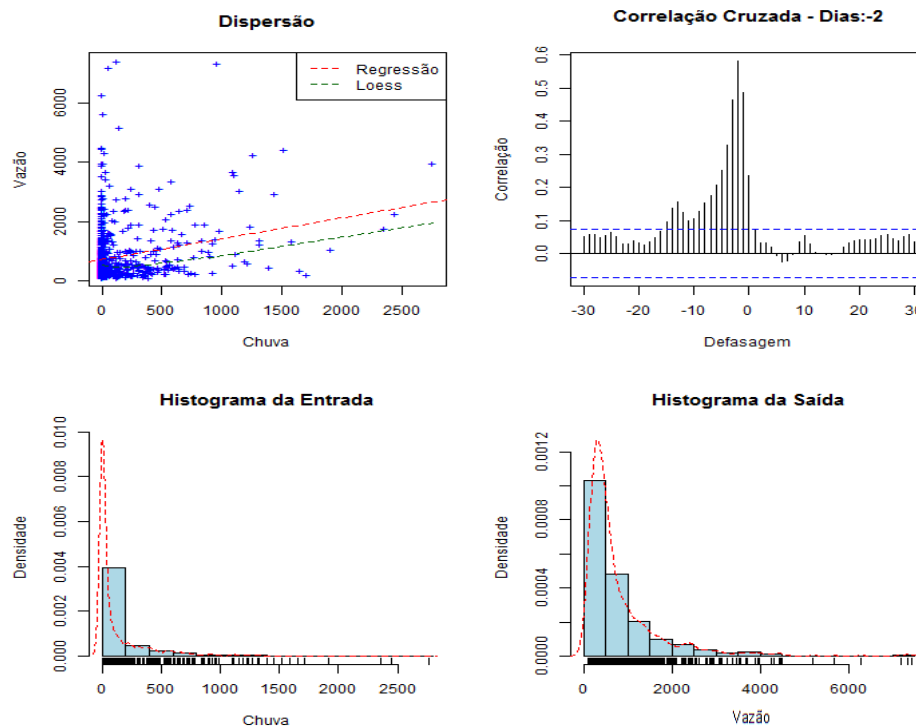 Dispersão
Regressão
Loess
Vazão
6000
4000
2000
0
0 500 1000 1500 2000 2500
Chuva
Correlação Cruzada - Dias:-2
Correlação
0.6
0.5
0.4
0.3
0.2
0.1
0.0
-30 -20 -10 0 10 20 30
Defasagem
Histograma da Entrada
Densidade
0.010
0.008
0.006
0.004
0.002
0.000
0 500 1000 1500 2000 2500
Chuva
Histograma da Saída
Densidade
0.0012
0.0008
0.0004
0.0000
0 2000 4000 6000
Vazão